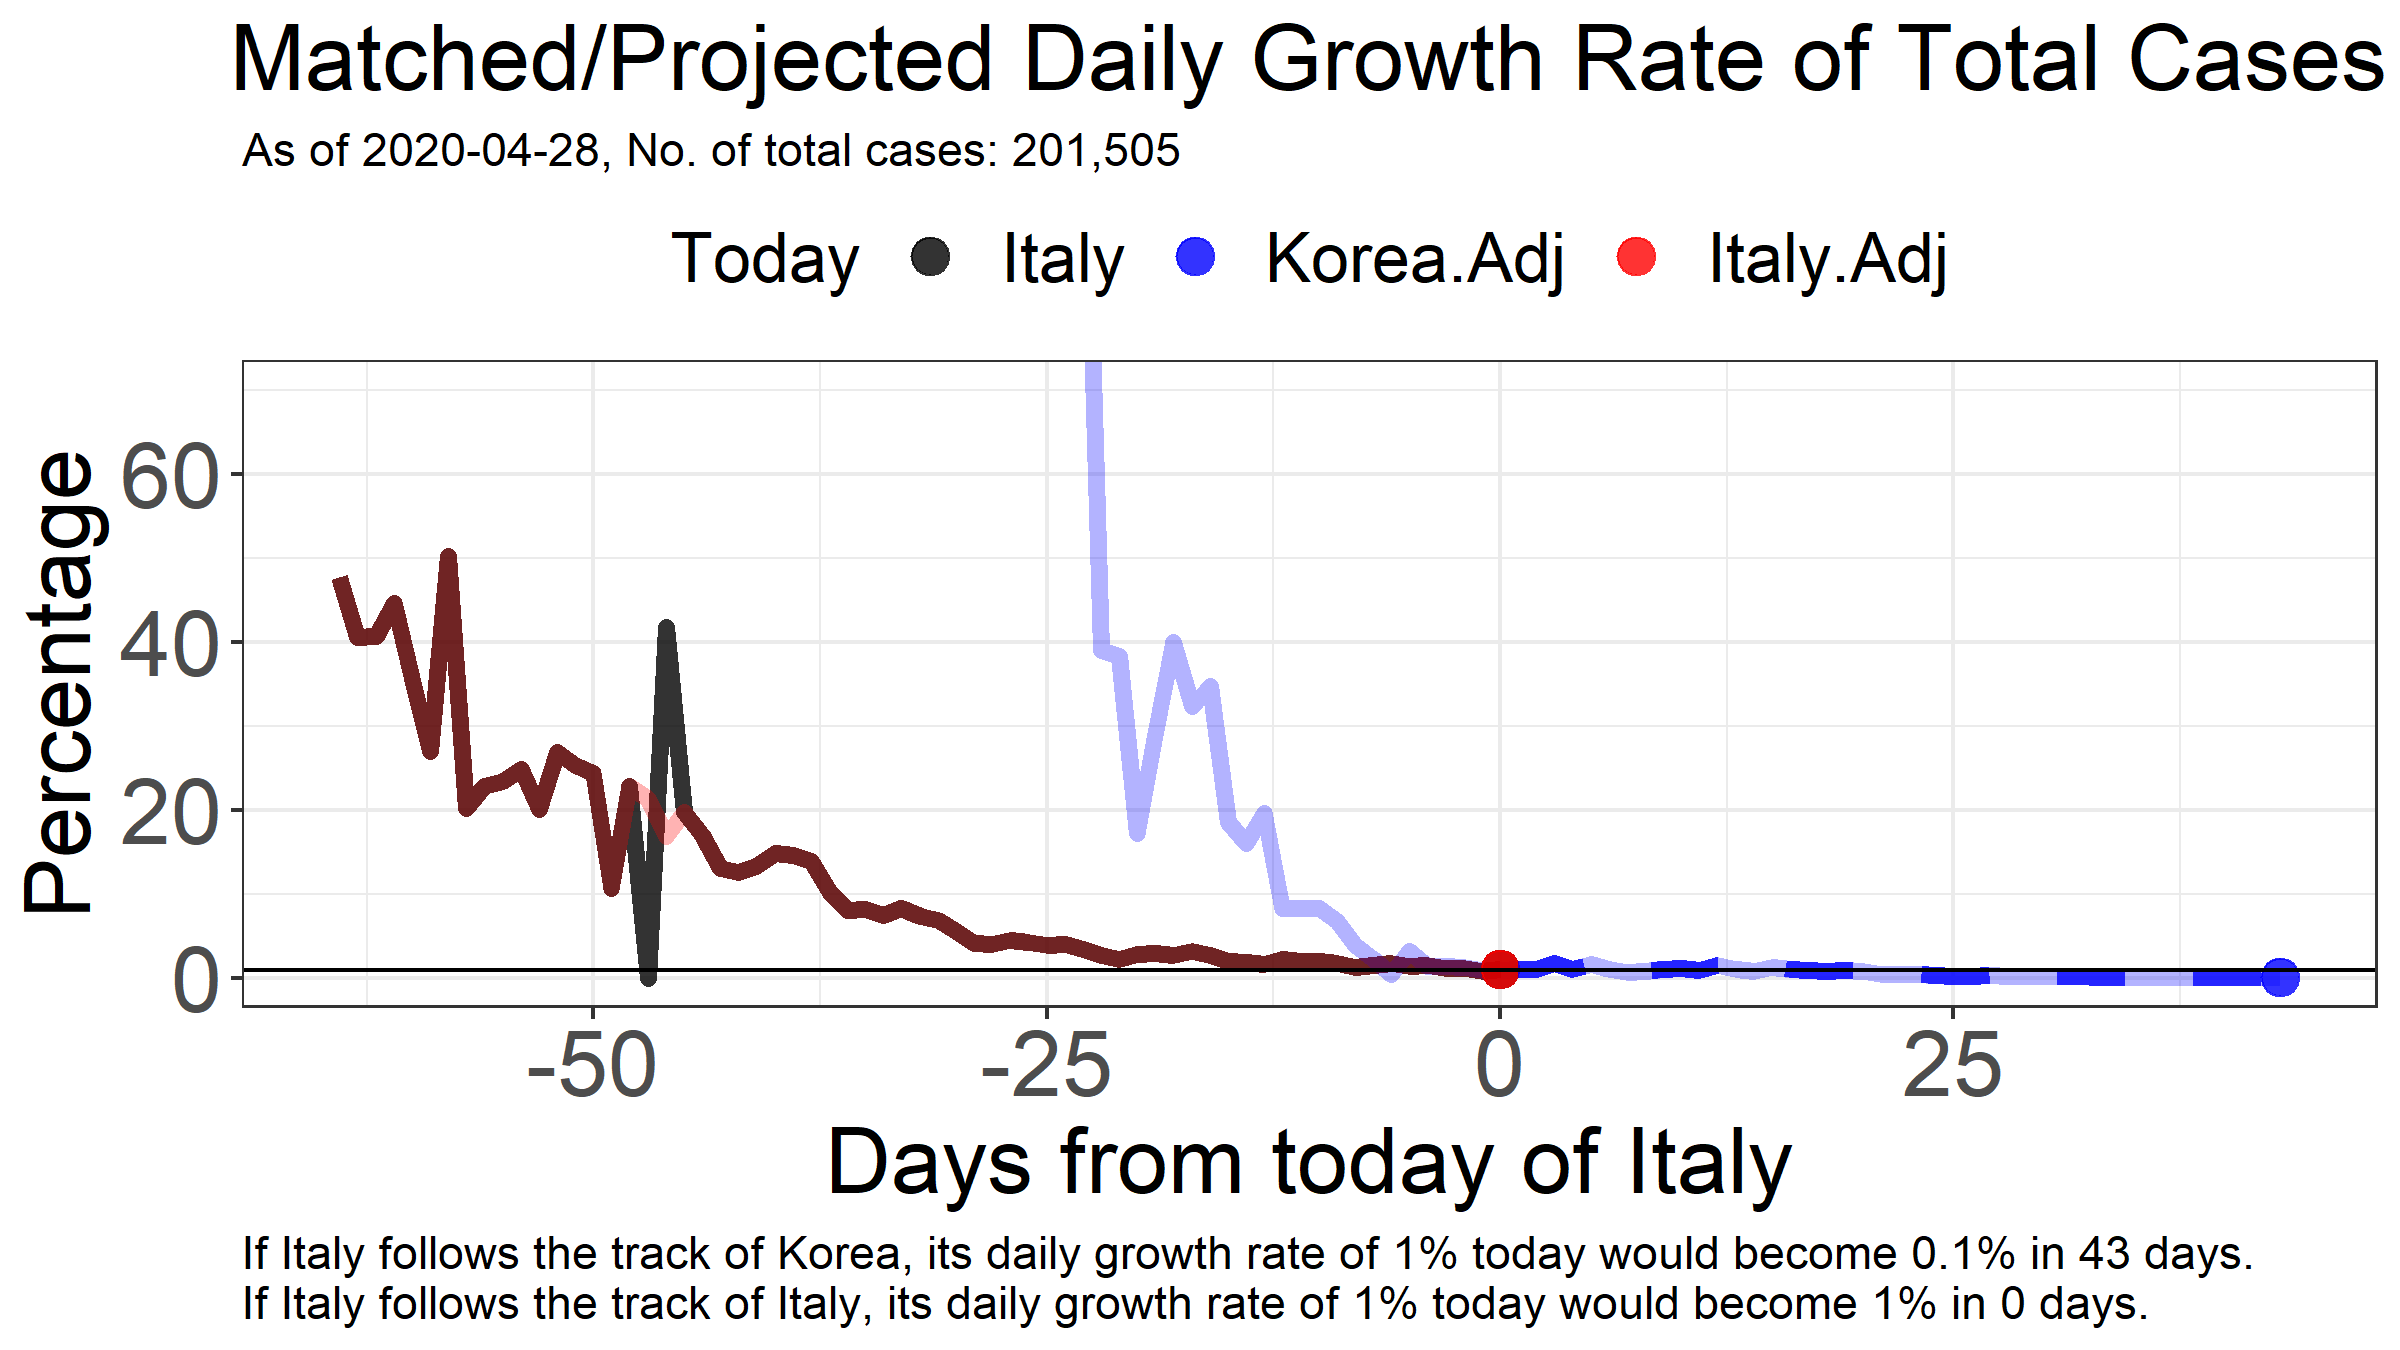 Matched/Projected Daily Growth Rate of Total Cases
As of 2020-04-28, No. of total cases: 201,505
Today Italy Korea.Adj Italy.Adj
Percentage
60
40
20
0
-50 -25 0 25
Days from today of Italy
If Italy follows the track of Korea, its daily growth rate of 1% today would become 0.1% in 43 days.
If Italy follows the track of Italy, its daily growth rate of 1% today would become 1% in 0 days.